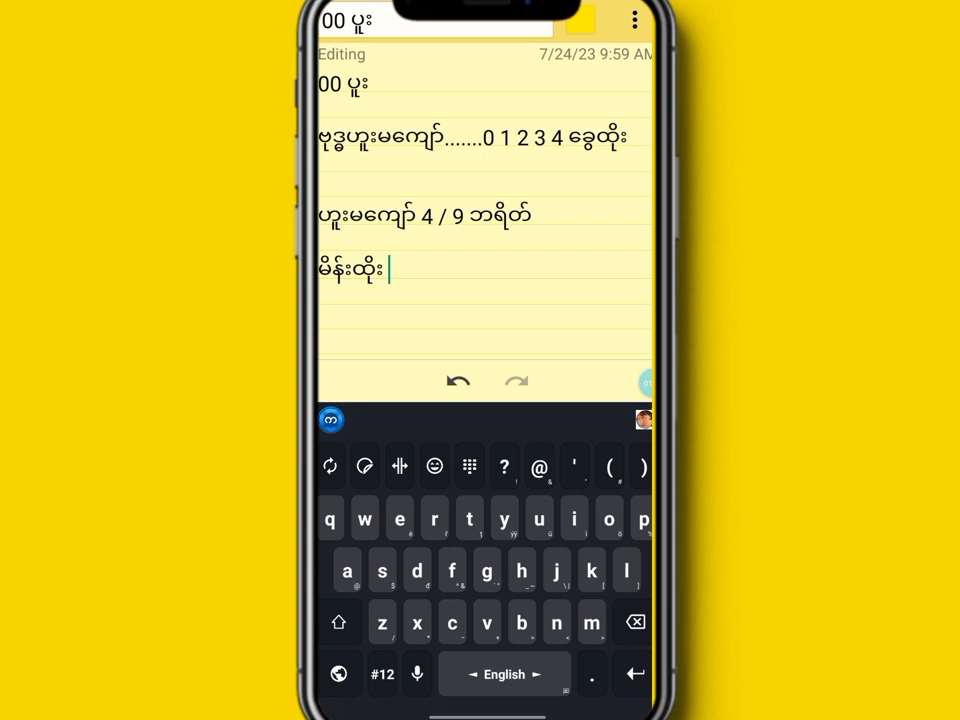 00 ပူး
Editing 7/24/23 9:59 AM
00 ပူး
ဗုဒ္ဓဟူးမကျော်.......0 1 2 3 4 ခွေထိုး
ဟူးမကျော် 4 / 9 ဘရိတ်
မိန်းထိုး
က
? @ ' ( )
q w e r t y u i o p
a s d f g h j k l
z x c v b n m
#12 ◄ English ► .